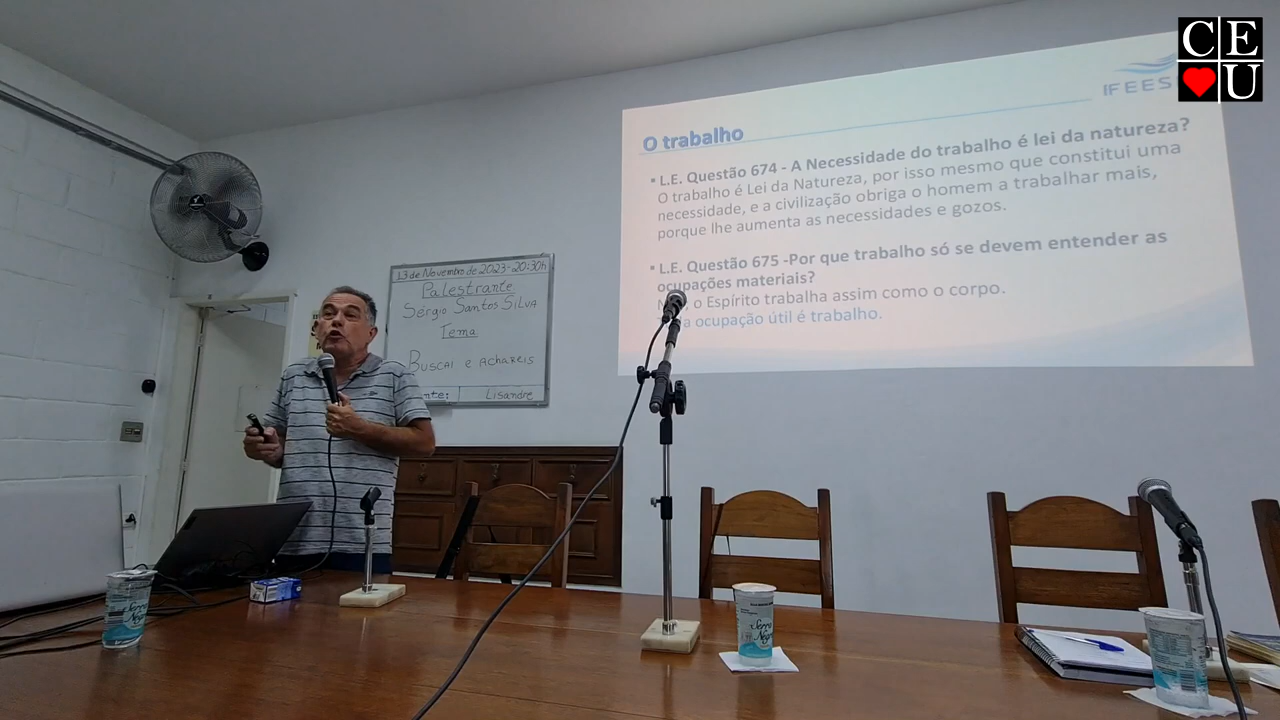 CE
U
IFEES
O trabalho
▪ L.E. Questão 674 - A Necessidade do trabalho é lei da natureza?
O trabalho é Lei da Natureza, por isso mesmo que constitui uma
necessidade, e a civilização obriga o homem a trabalhar mais,
porque lhe aumenta as necessidades e gozos.
▪ L.E. Questão 675 -Por que trabalho só se devem entender as
ocupações materiais?
o Espírito trabalha assim como o corpo.
a ocupação útil é trabalho.
13 de Novembro de 2023-20:30h
Palestrante
Sergio Santos Silva
Tema
Buscai e Achareis
nte: Lisandre
Serra